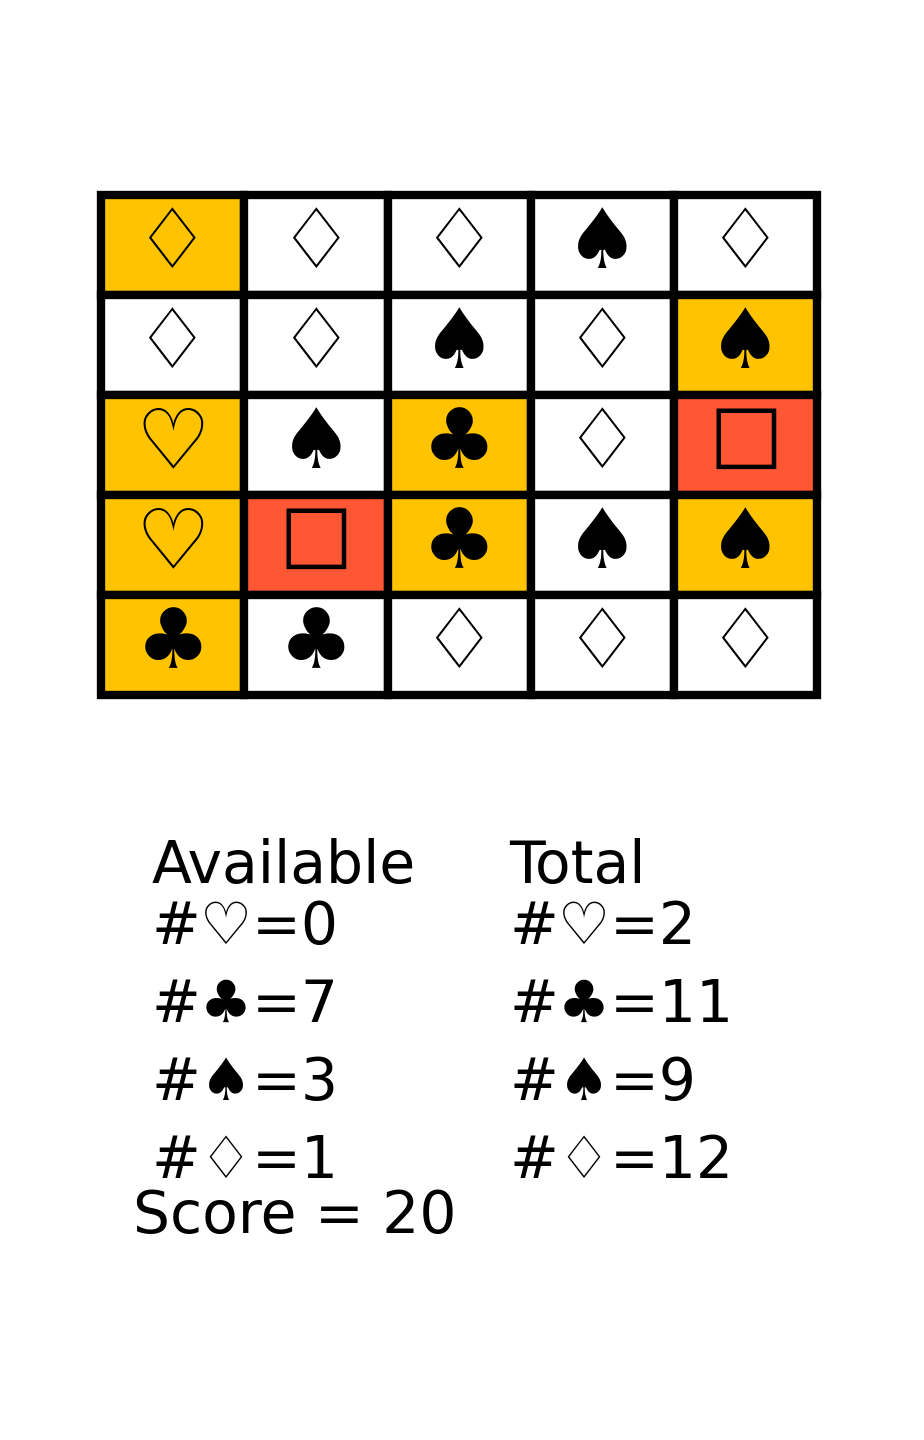 ♢ ♢ ♢ ♠ ♢
♢ ♢ ♠ ♢ ♠
♡ ♠ ♣ ♢ □
♡ □ ♣ ♠ ♠
♣ ♣ ♢ ♢ ♢
Available Total
#♡=0 #♡=2
#♣=7 #♣=11
#♠=3 #♠=9
#♢=1 #♢=12
Score = 20